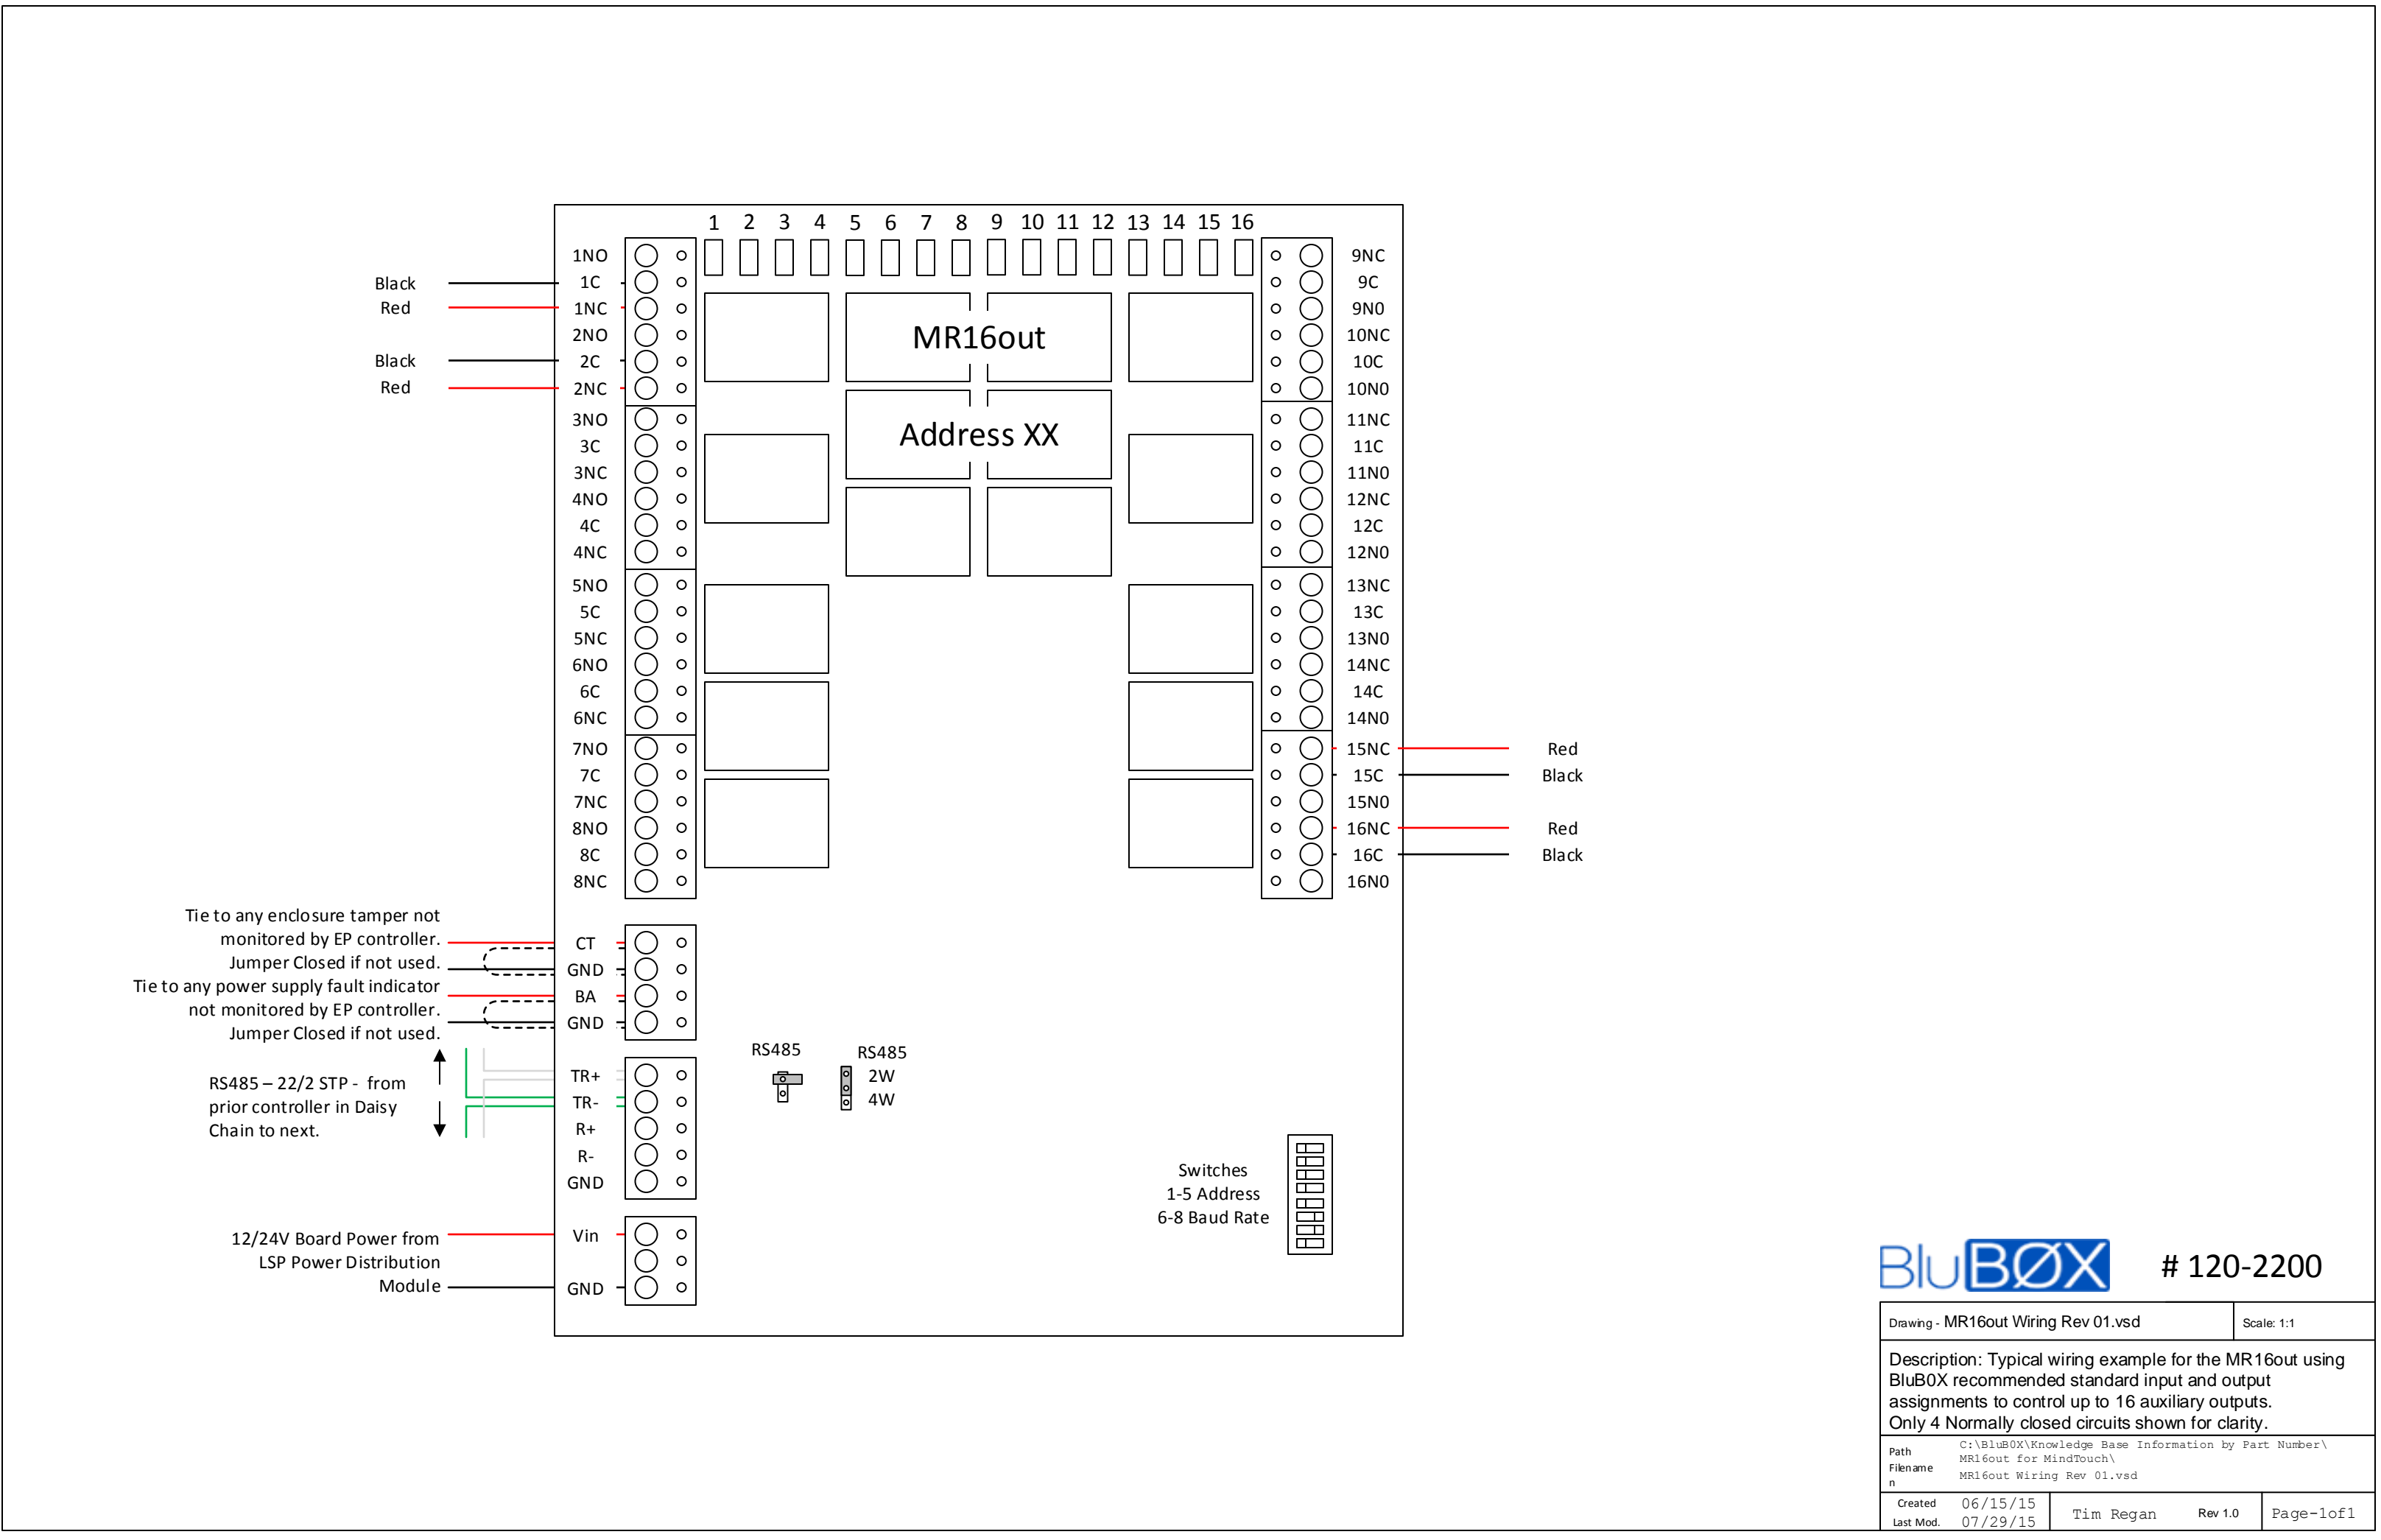 1 2 3 4 5 6 7 8 9 10 11 12 13 14 15 16
1NO
1C
1NC
2NO
2C
2NC
3NO
3C
3NC
4NO
4C
4NC
5NO
5C
5NC
6NO
6C
6NC
7NO
7C
7NC
8NO
8C
8NC
Black
Red
Black
Red
MR16out
Address XX
9NC
9C
9N0
10NC
10C
10N0
11NC
11C
11N0
12NC
12C
12N0
13NC
13C
13N0
14NC
14C
14N0
15NC
15C
15N0
16NC
16C
16N0
Red
Black
Red
Black
Tie to any enclosure tamper not
monitored by EP controller.
Jumper Closed if not used.
Tie to any power supply fault indicator
not monitored by EP controller.
Jumper Closed if not used.
CT
GND
BA
GND
RS485 – 22/2 STP - from
prior controller in Daisy
Chain to next.
TR+
TR-
R+
R-
GND
RS485
RS485
2W
4W
Switches
1-5 Address
6-8 Baud Rate
12/24V Board Power from
LSP Power Distribution
Module
Vin
GND
BluBØX
# 120-2200
Drawing - MR16out Wiring Rev 01.vsd
Scale: 1:1
Description: Typical wiring example for the MR16out using
BluB0X recommended standard input and output
assignments to control up to 16 auxiliary outputs.
Only 4 Normally closed circuits shown for clarity.
Path
Filename
n
C:\BluB0X\Knowledge Base Information by Part Number\
MR16out for MindTouch\
MR16out Wiring Rev 01.vsd
Created 06/15/15
Last Mod. 07/29/15
Tim Regan
Rev 1.0
Page-1of1